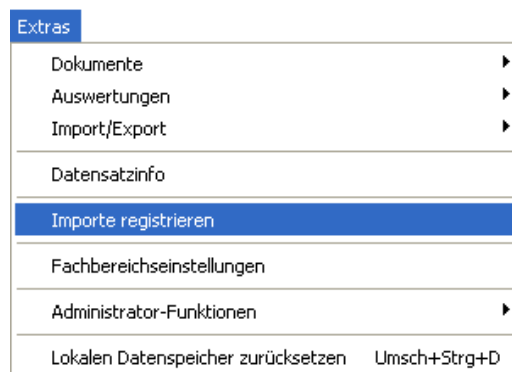 Extras
Dokumente
Auswertungen
Import/Export
Datensatzinfo
Importe registrieren
Fachbereichseinstellungen
Administrator-Funktionen
Lokalen Datenspeicher zurücksetzen Umsch+Strg+D